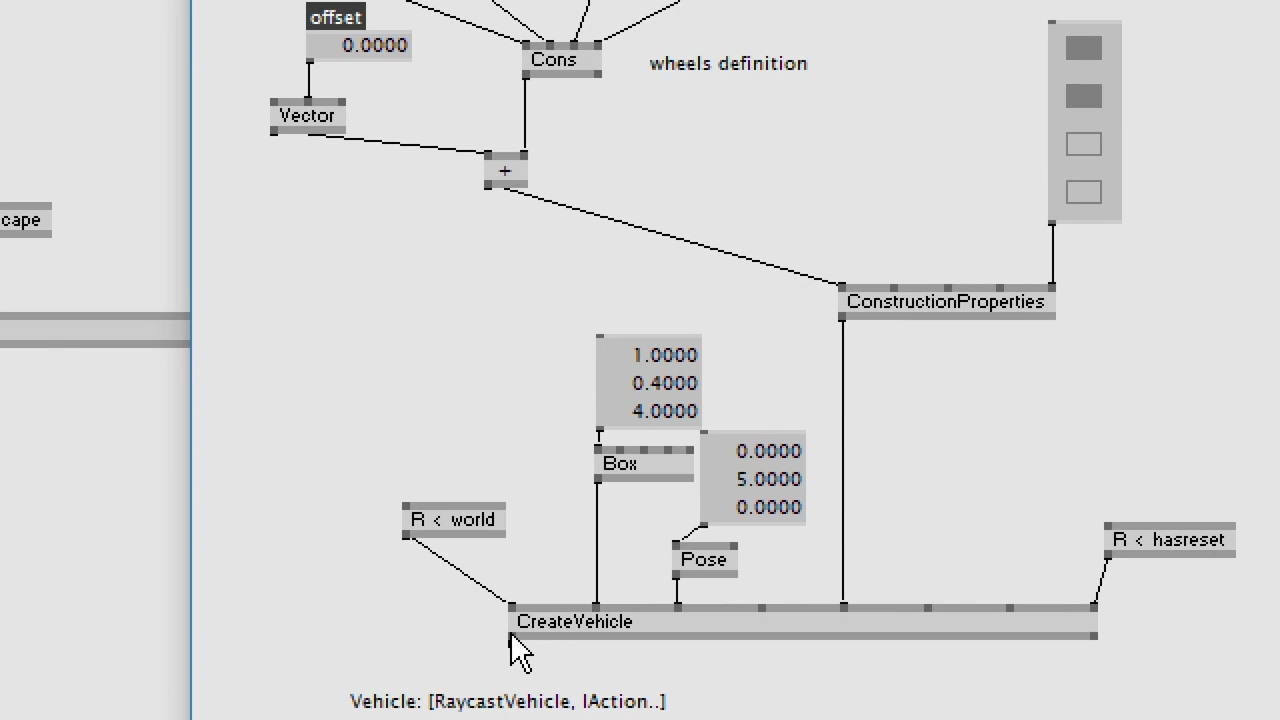 offset
0.0000
Cons
wheels definition
Vector
+
cape
ConstructionProperties
1.0000
0.4000
4.0000
Box
0.0000
5.0000
0.0000
R < world
R < hasreset
Pose
CreateVehicle
Vehicle: [RaycastVehicle, IAction..]